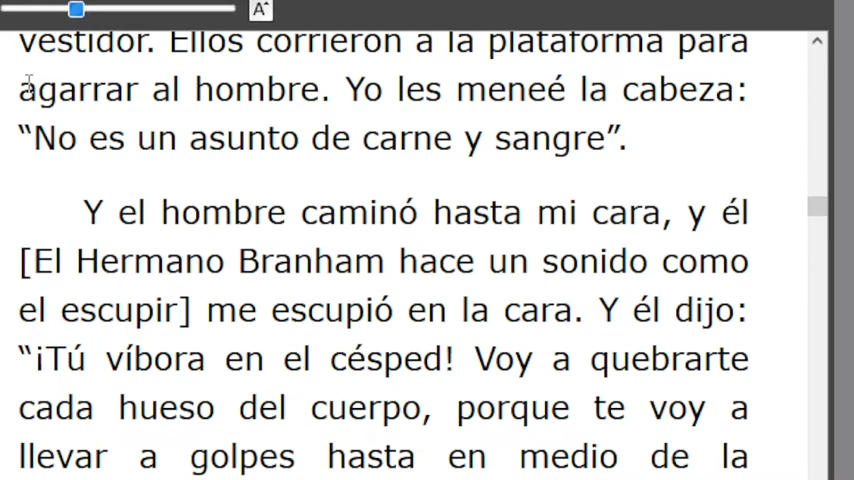 A^
vestidor. Ellos corrieron a la plataforma para
agarrar al hombre. Yo les meneé la cabeza:
“No es un asunto de carne y sangre”.
Y el hombre caminó hasta mi cara, y él
[El Hermano Branham hace un sonido como
el escupir] me escupió en la cara. Y él dijo:
“¡Tú víbora en el césped! Voy a quebrarte
cada hueso del cuerpo, porque te voy a
llevar a golpes hasta en medio de la